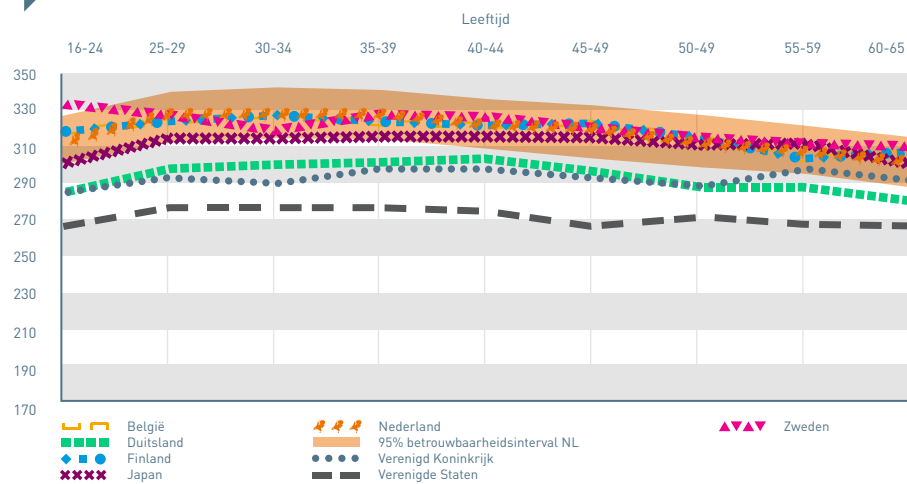 Leeftijd
16-24 25-29 30-34 35-39 40-44 45-49 50-49 55-59 60-65
350
330
310
290
270
250
230
210
190
170
België Nederland Zweden
Duitsland 95% betrouwbaarheidsinterval NL
Finland Verenigd Koninkrijk
Japan Verenigde Staten